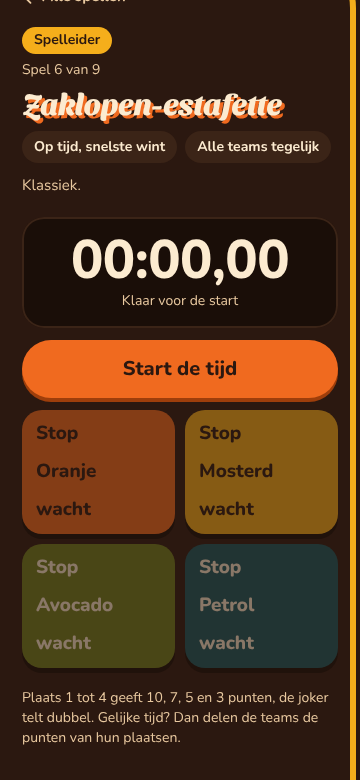 Spelleider
Spel 6 van 9
Zaklopen-estafette
Op tijd, snelste wint
Alle teams tegelijk
Klassiek.
00:00,00
Klaar voor de start
Start de tijd
Stop
Oranje
wacht
Stop
Mosterd
wacht
Stop
Avocado
wacht
Stop
Petrol
wacht
Plaats 1 tot 4 geeft 10, 7, 5 en 3 punten, de joker
telt dubbel. Gelijke tijd? Dan delen de teams de
punten van hun plaatsen.